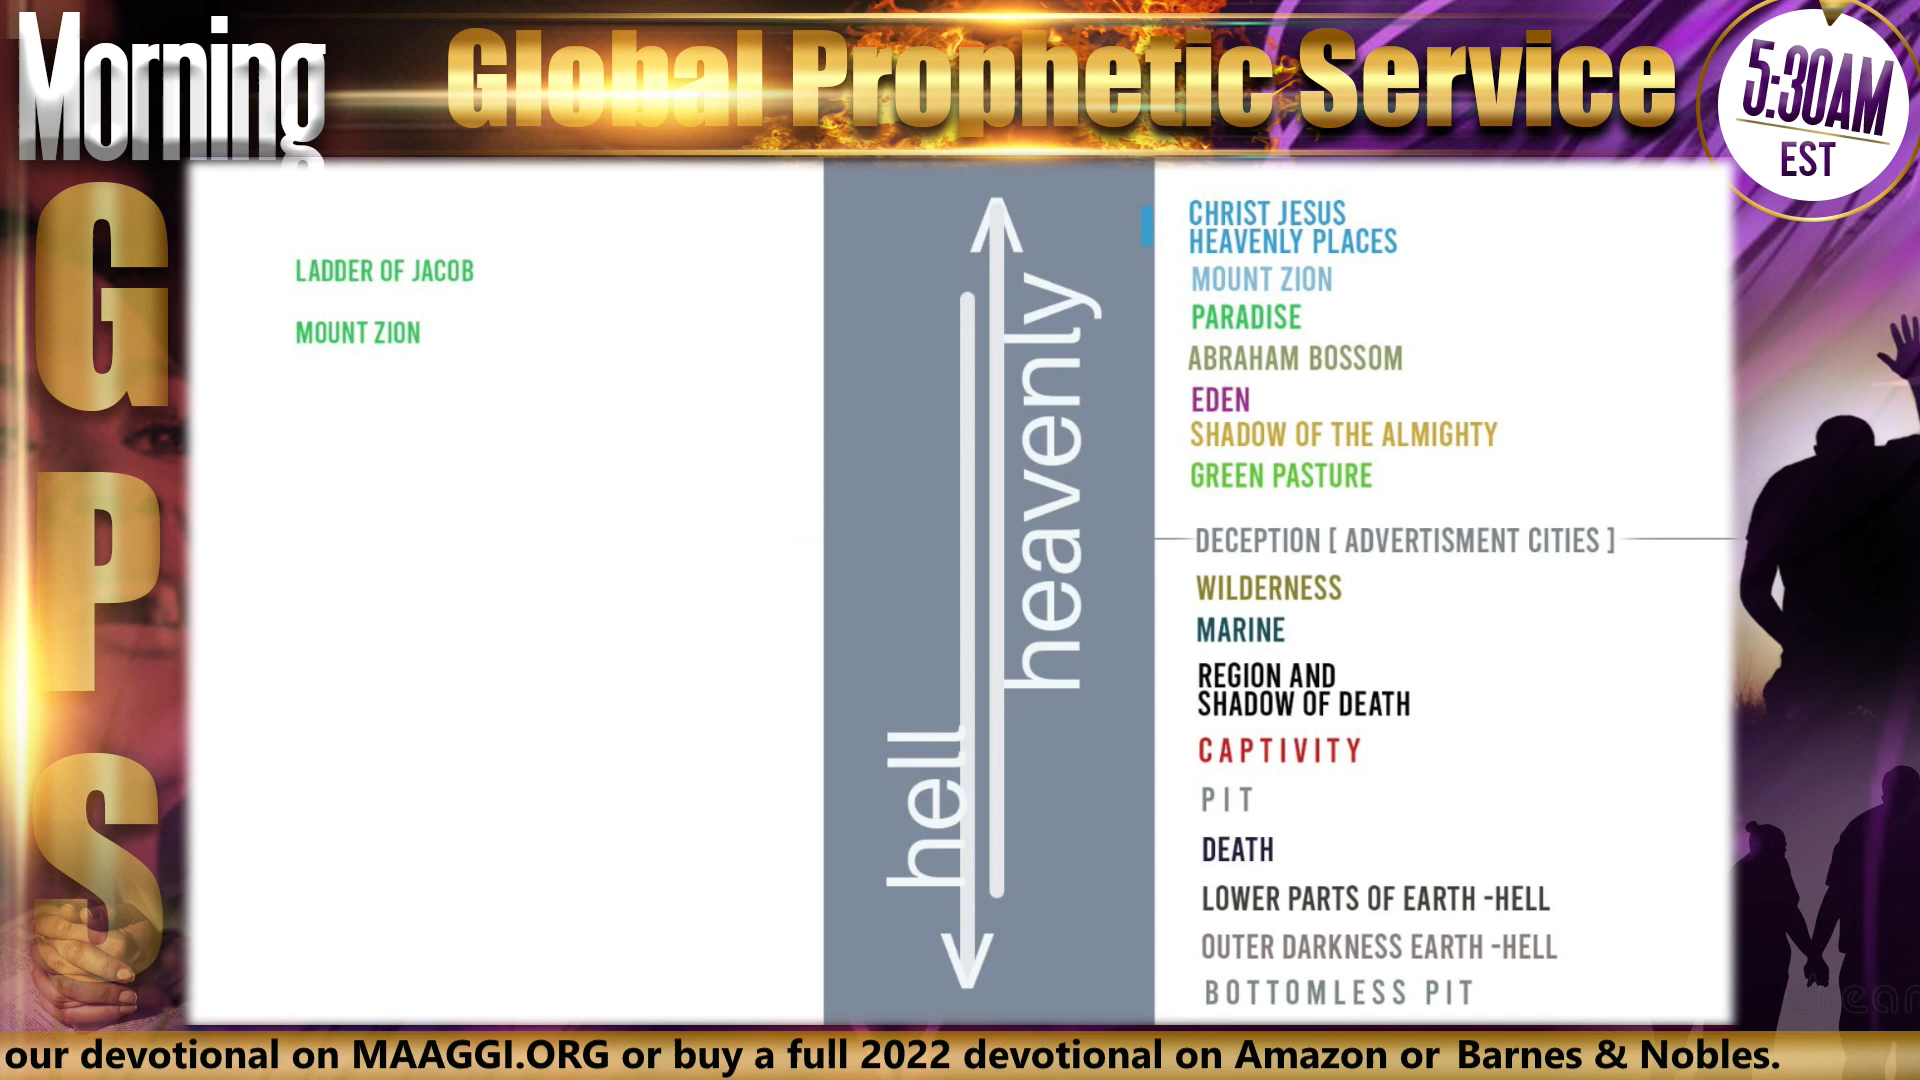 Morning
Global Prophetic Service
5:30AM
EST
G
P
S
LADDER OF JACOB
MOUNT ZION
heavenly
hell
CHRIST JESUS
HEAVENLY PLACES
MOUNT ZION
PARADISE
ABRAHAM BOSSOM
EDEN
SHADOW OF THE ALMIGHTY
GREEN PASTURE
DECEPTION [ ADVERTISMENT CITIES ]
WILDERNESS
MARINE
REGION AND
SHADOW OF DEATH
CAPTIVITY
PIT
DEATH
LOWER PARTS OF EARTH -HELL
OUTER DARKNESS EARTH -HELL
BOTTOMLESS PIT
our devotional on MAAGGI.ORG or buy a full 2022 devotional on Amazon or Barnes & Nobles.